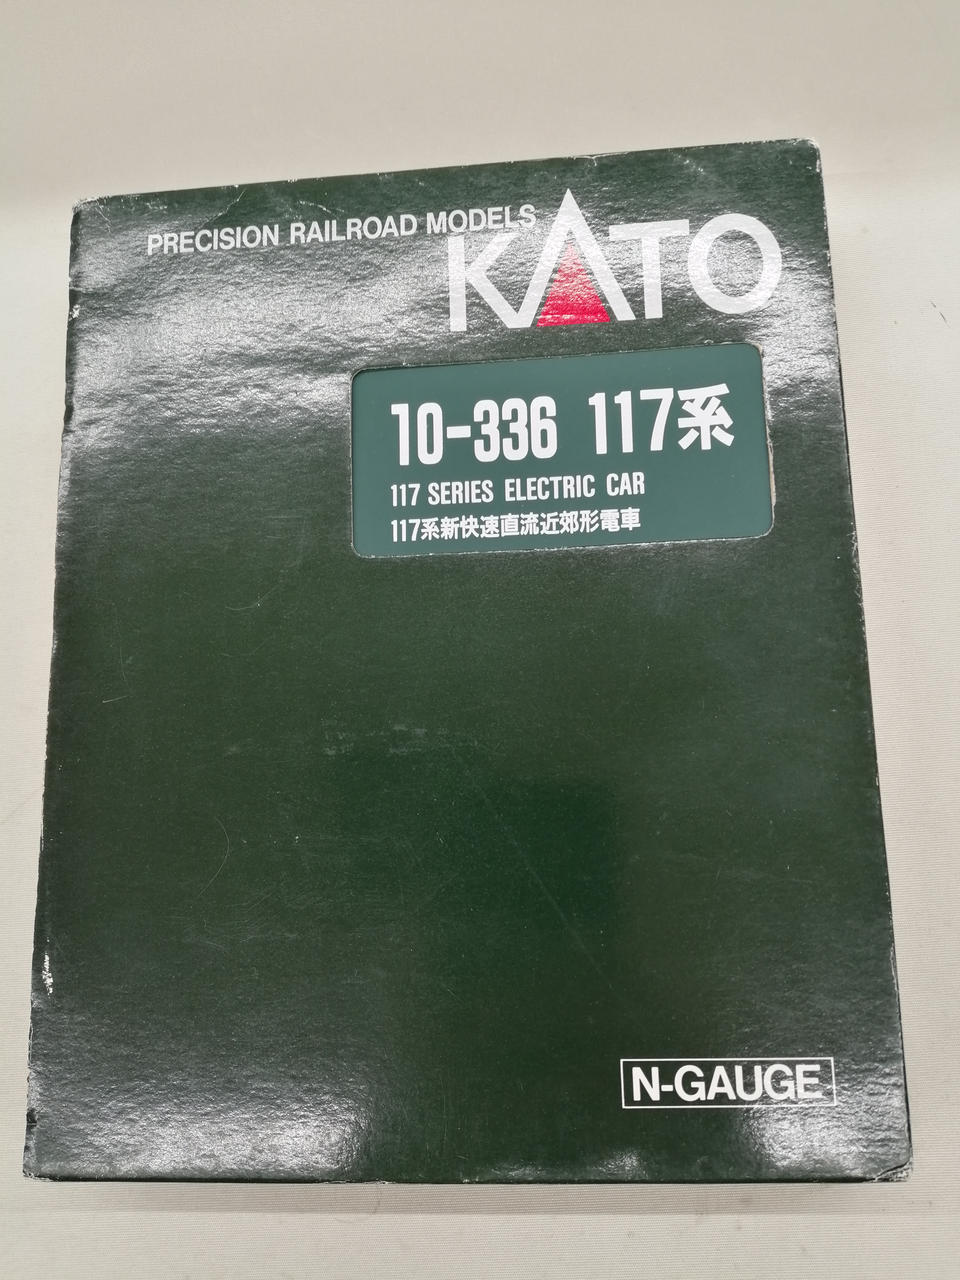 PRECISION RAILROAD MODELS
KATO
10-336 117系
117 SERIES ELECTRIC CAR
117系新快速直流近郊形電車
N-GAUGE